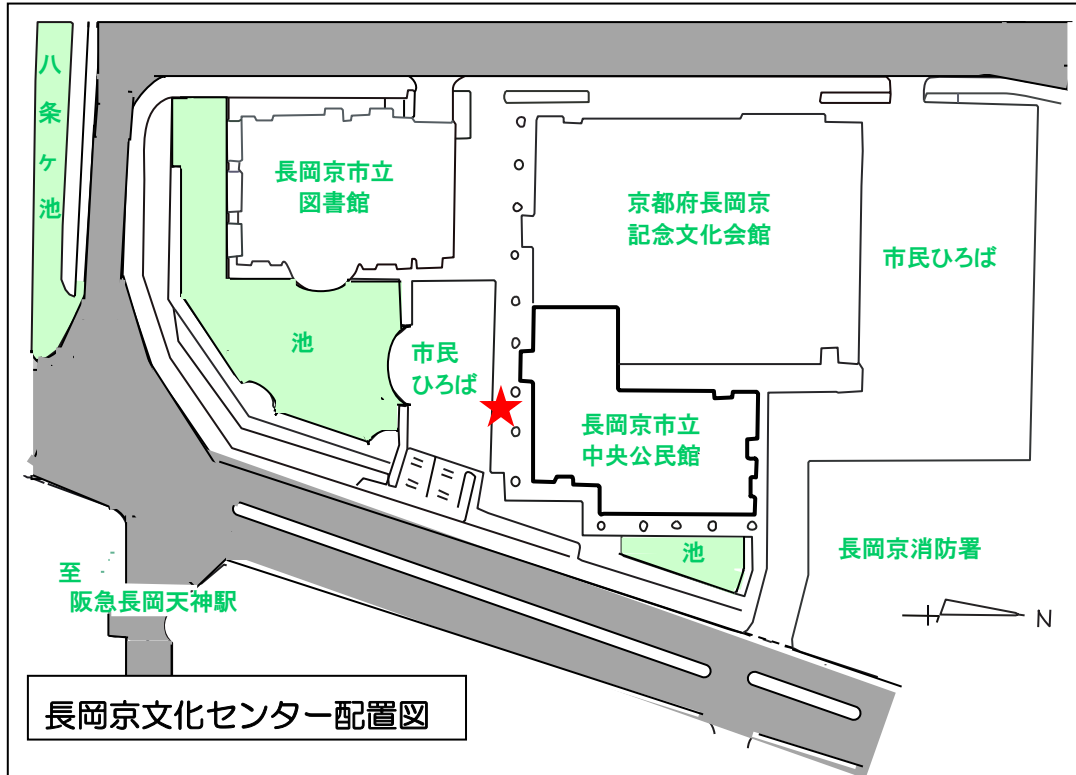 八条ヶ池
長岡京市立
図書館
京都府長岡京
記念文化会館
市民ひろば
池
市民
ひろば
長岡京市立
中央公民館
池
長岡京消防署
至
阪急長岡天神駅
N
長岡京文化センター配置図